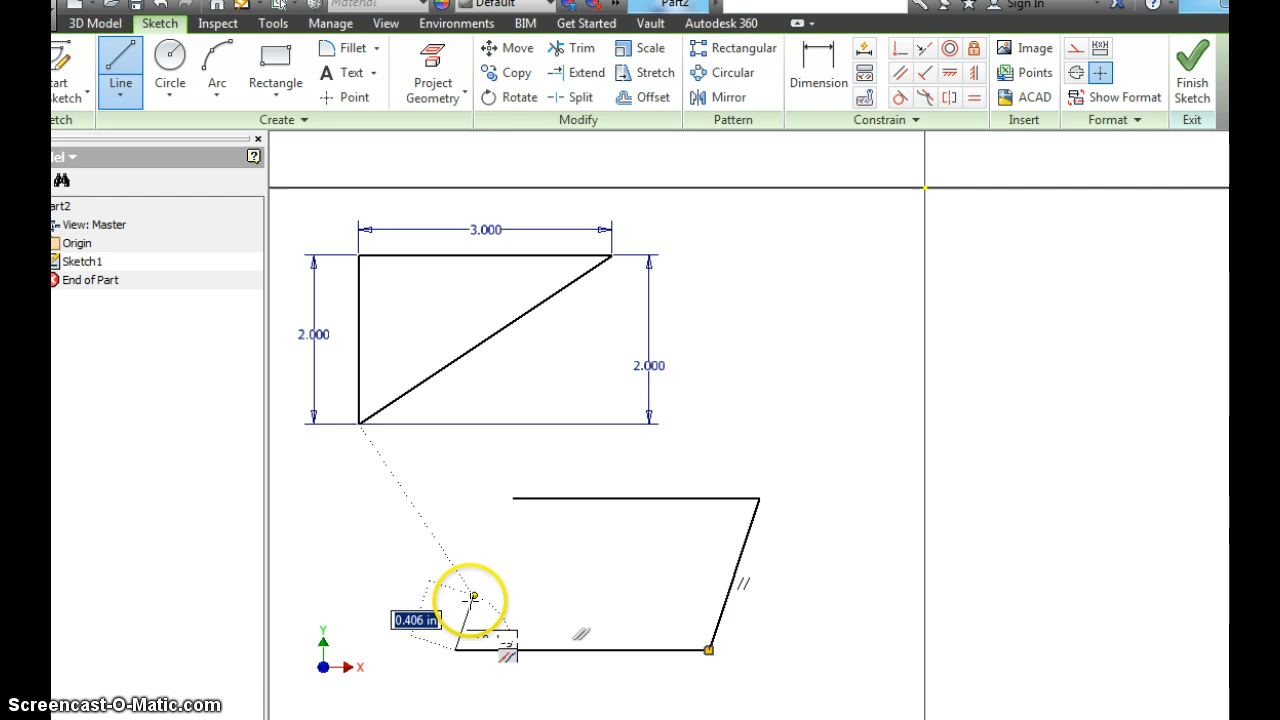 Material
Default
Part2
Sign In
3D Model Sketch Inspect Tools Manage View Environments BIM Get Started Vault Autodesk 360
Line Circle Arc Rectangle
Fillet
Text
Point
Project Geometry
Move Trim Scale
Copy Extend Stretch
Rotate Split Offset
Rectangular
Circular
Mirror
Dimension
Image
Points
ACAD
Show Format
Finish Sketch
Create Modify Pattern Constrain Insert Format Exit
View: Master
Origin
Sketch1
End of Part
3.000
2.000
2.000
0.406 in
Y
X
Screencast-O-Matic.com